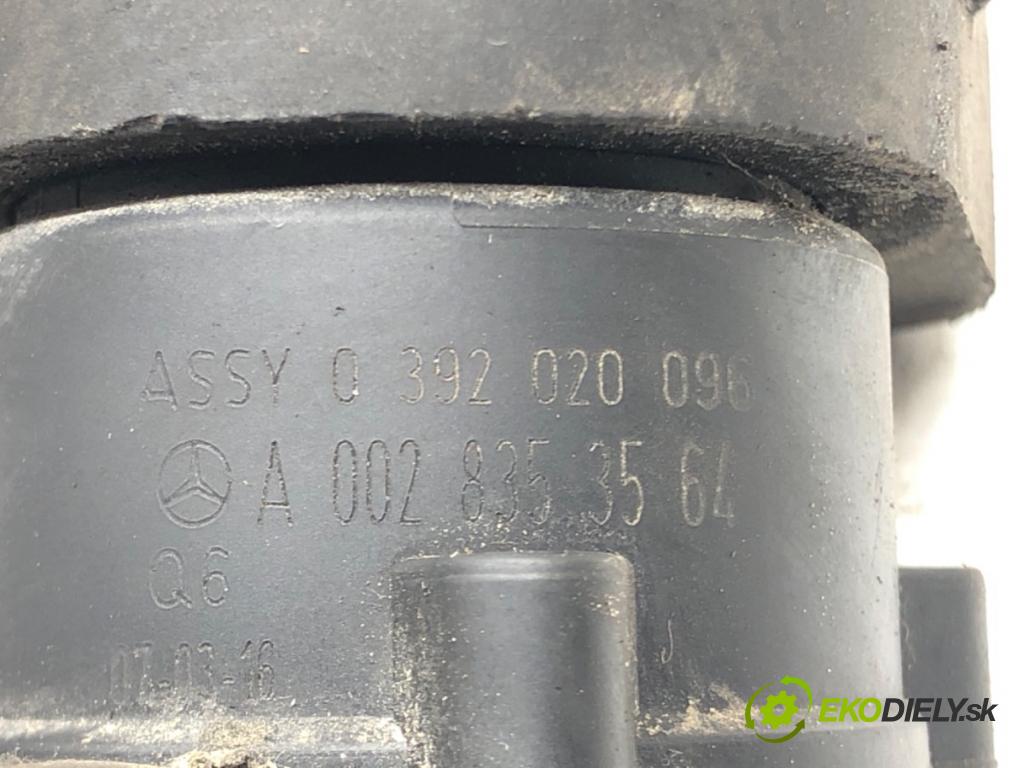 ASSY 0 392 020 096
A 002 835 35 64
Q6
07-03-16
EKODIELY.sk